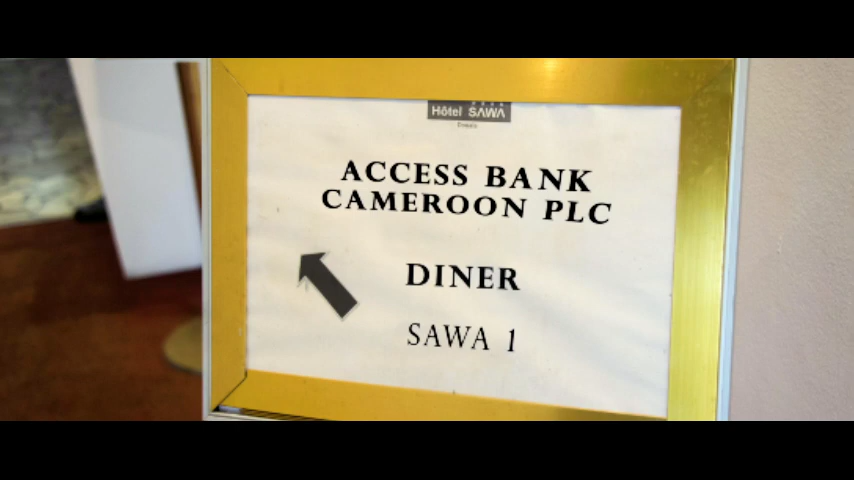 Hôtel SAWA
ACCESS BANK
CAMEROON PLC
DINER
SAWA 1